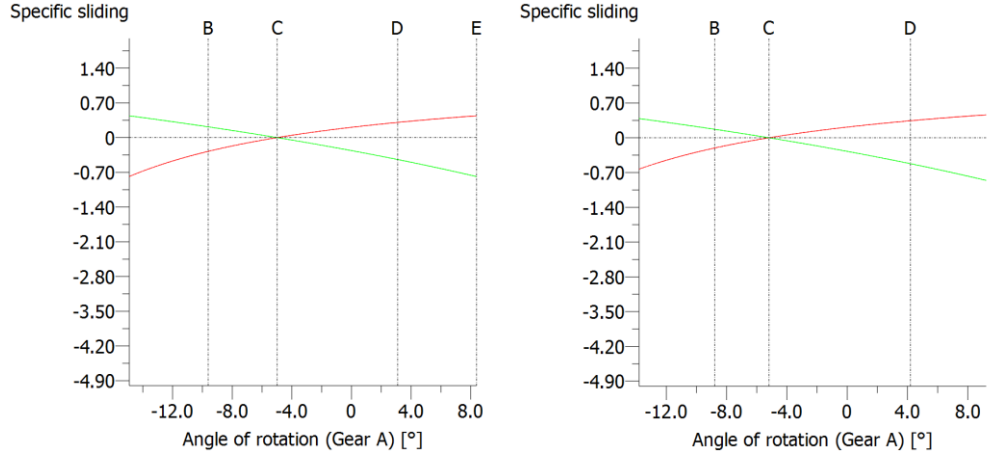 Specific sliding
B C D E
1.40
0.70
0
-0.70
-1.40
-2.10
-2.80
-3.50
-4.20
-4.90
-12.0 -8.0 -4.0 0 4.0 8.0
Angle of rotation (Gear A) [°]
Specific sliding
B C D
1.40
0.70
0
-0.70
-1.40
-2.10
-2.80
-3.50
-4.20
-4.90
-12.0 -8.0 -4.0 0 4.0 8.0
Angle of rotation (Gear A) [°]